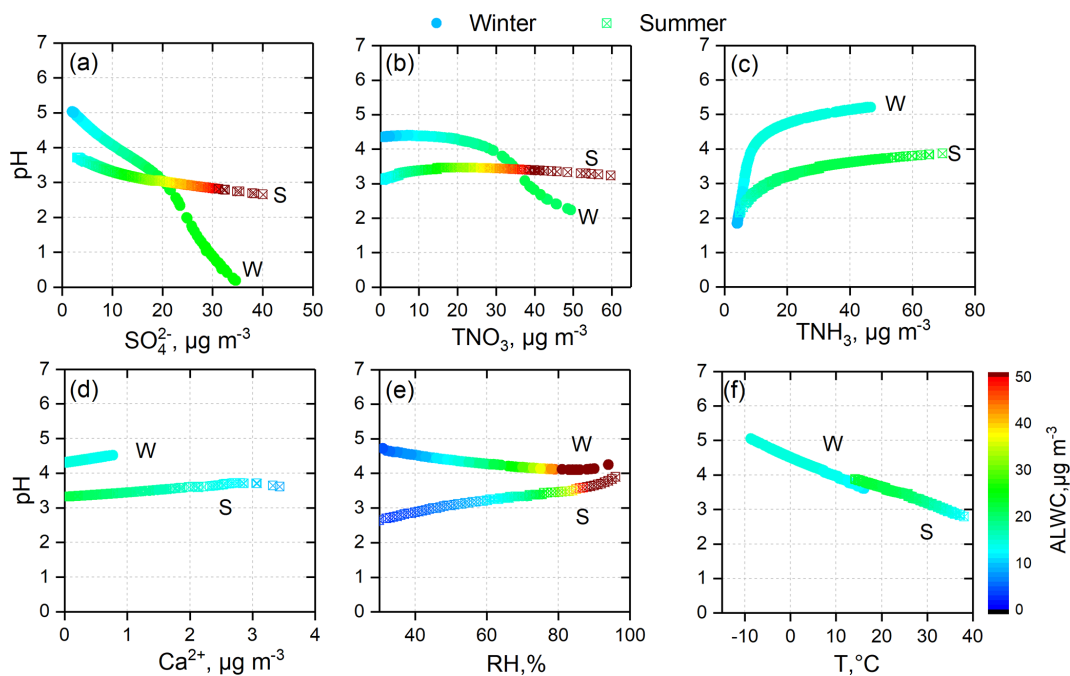 Winter Summer
(a) (b) (c)
7 6 5 4 3 2 1 0
7 6 5 4 3 2 1 0
7 6 5 4 3 2 1 0
pH
S W
S W
W S
0 10 20 30 40 50
0 10 20 30 40 50 60
0 20 40 60 80
SO₄²⁻, µg m⁻³
TNO₃, µg m⁻³
TNH₃, µg m⁻³
(d) (e) (f)
7 6 5 4 3 2 1 0
7 6 5 4 3 2 1 0
7 6 5 4 3 2 1 0
pH
W S
W S
W S
0 1 2 3 4
40 60 80 100
-10 0 10 20 30 40
Ca²⁺, µg m⁻³
RH,%
T,°C
50 40 30 20 10 0
ALWC,µg m⁻³